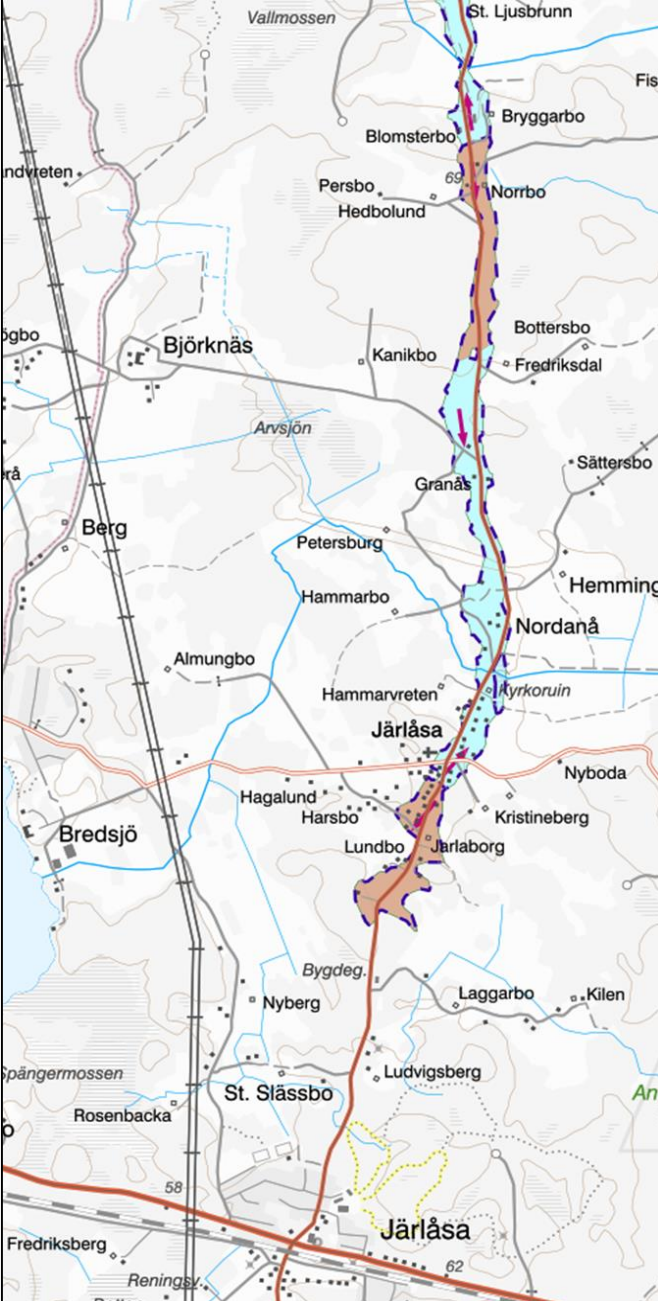 St. Ljusbrunn
Vallmossen
Fis
Bryggarbo
Blomsterbo
ndvreten
69
Persbo
Norrbo
Hedbolund
Bottersbo
ögbo
Björknäs
Kanikbo
Fredriksdal
Arvsjön
Sättersbo
rå
Granås
Berg
Petersburg
Hemming
Hammarbo
Nordanå
Almungbo
Hammarvreten
Kyrkoruin
Järlåsa
Nyboda
Hagalund
Harsbo
Kristineberg
Bredsjö
Lundbo
Jarlaborg
Bygdeg.
Laggarbo
Kilen
Nyberg
Spängermossen
Ludvigsberg
St. Slässbo
An
Rosenbacka
ö
58
Järlåsa
Fredriksberg
62
Reningsv.